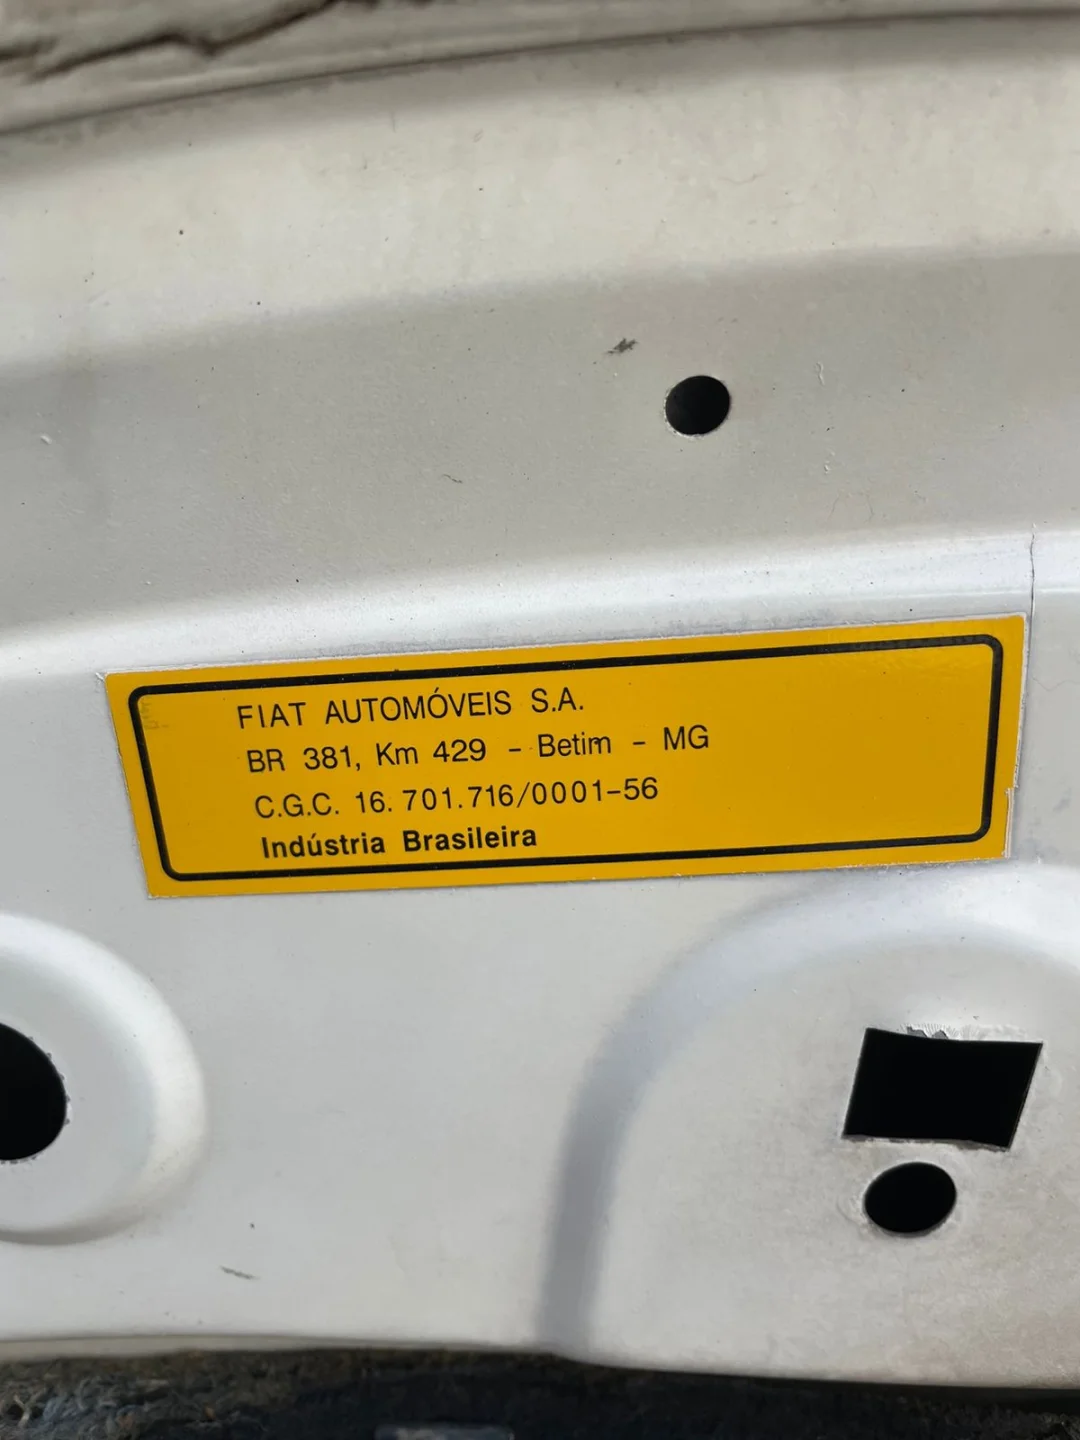 FIAT AUTOMÓVEIS S.A.
BR 381, Km 429 - Betim - MG
C.G.C. 16.701.716/0001-56
Indústria Brasileira